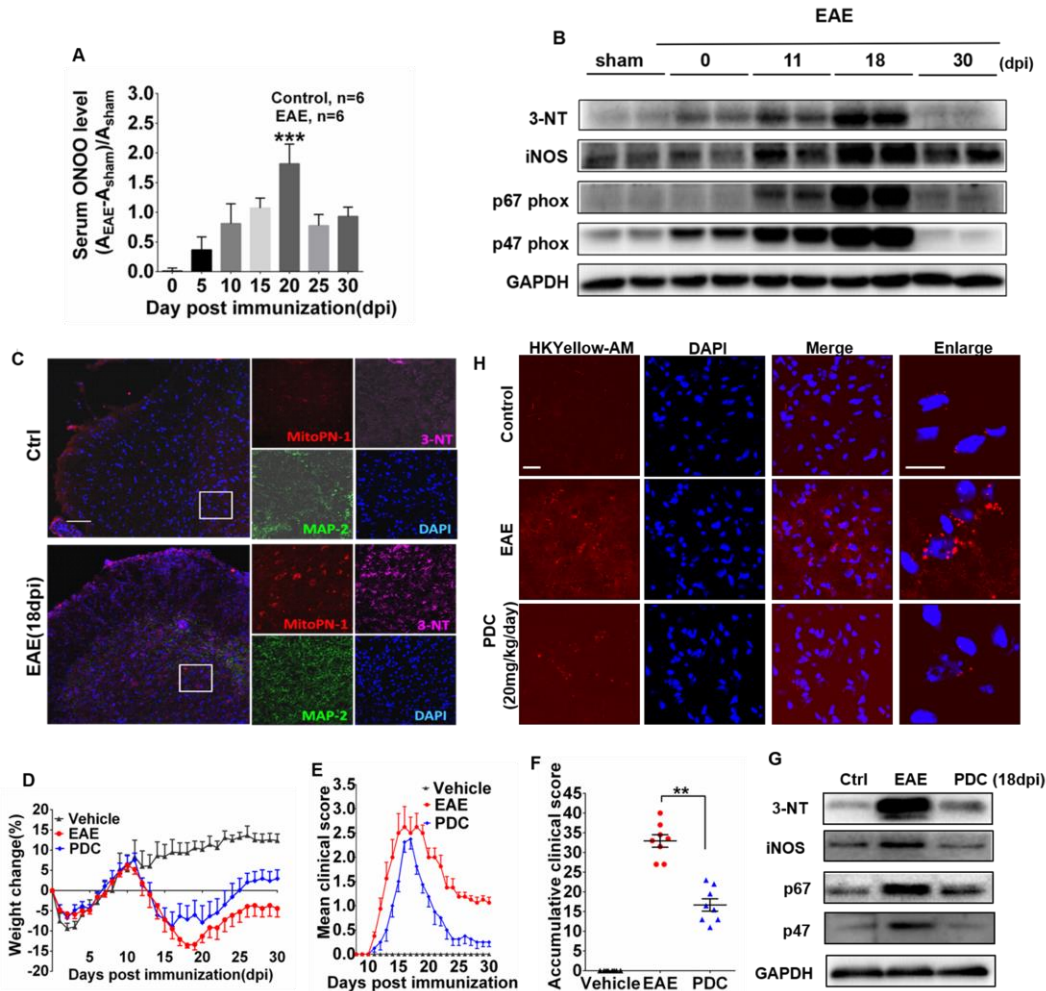 A
Serum ONOO level
(A_EAE-A_sham)/A_sham
Control, n=6
EAE, n=6
***
3.0
2.5
2.0
1.5
1.0
0.5
0.0
0 5 10 15 20 25 30
Day post immunization(dpi)
B
EAE
sham 0 11 18 30 (dpi)
3-NT
iNOS
p67 phox
p47 phox
GAPDH
C
Ctrl
MitoPN-1
3-NT
MAP-2
DAPI
EAE(18dpi)
MitoPN-1
3-NT
MAP-2
DAPI
H
HKYellow-AM DAPI Merge Enlarge
Control
EAE
PDC
(20mg/kg/day)
D
Vehicle
EAE
PDC
Weight change(%)
20
15
10
5
0
-5
-10
-15
-20
5 10 15 20 25 30
Days post immunization(dpi)
E
Vehicle
EAE
PDC
Mean clinical score
3.5
3.0
2.5
2.0
1.5
1.0
0.5
0.0
10 15 20 25 30
Days post immunization
F
Accumulative clinical score
**
45
40
35
30
25
20
15
10
5
0
Vehicle EAE PDC
G
Ctrl EAE PDC (18dpi)
3-NT
iNOS
p67
p47
GAPDH